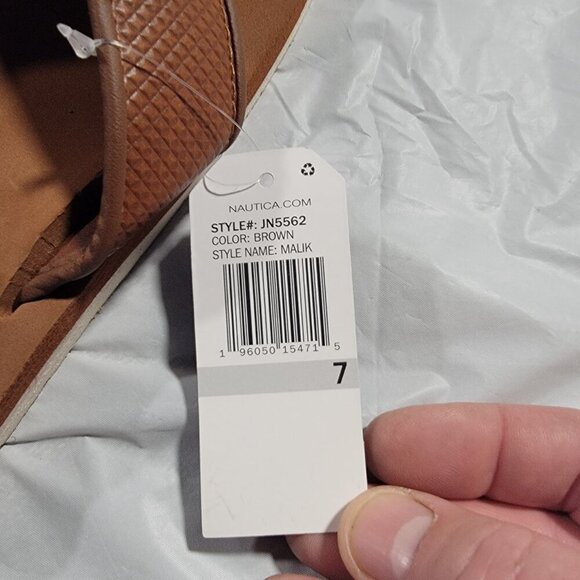 NAUTICA.COM
STYLE#: JN5562
COLOR: BROWN
STYLE NAME: MALIK
1 96050 15471 5
7